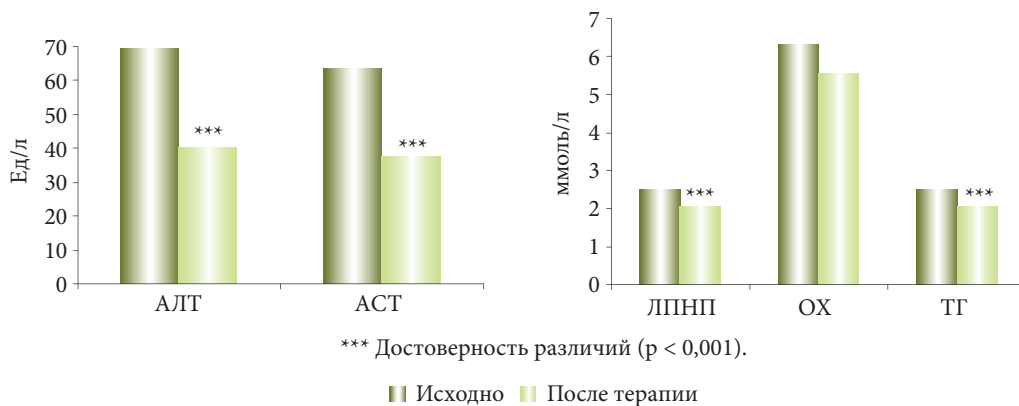 70
60
50
40
30
20
10
0
Ед/л
***
***
АЛТ
АСТ
7
6
5
4
3
2
1
0
ммоль/л
***
***
ЛПНП
ОХ
ТГ
*** Достоверность различий (p < 0,001).
Исходно
После терапии